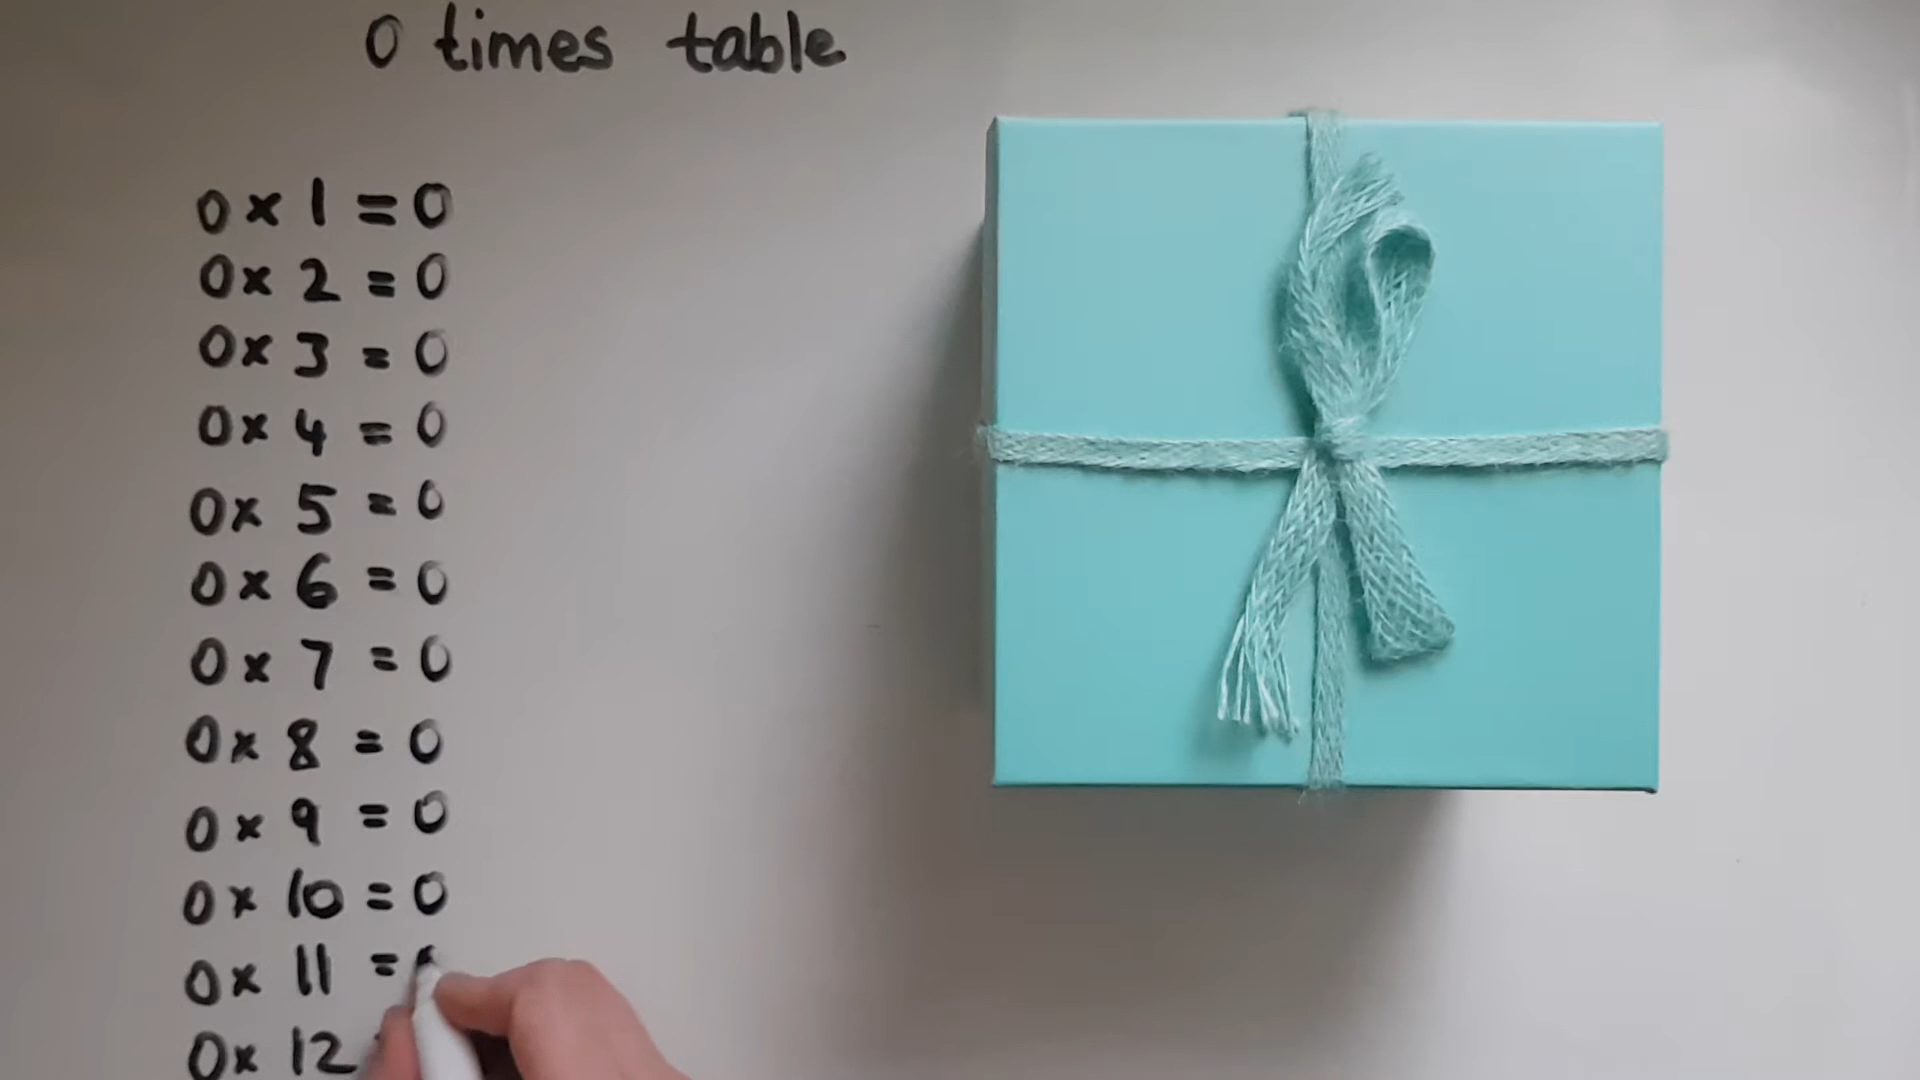 0 times table
0 x 1 = 0
0 x 2 = 0
0 x 3 = 0
0 x 4 = 0
0 x 5 = 0
0 x 6 = 0
0 x 7 = 0
0 x 8 = 0
0 x 9 = 0
0 x 10 = 0
0 x 11 =
0 x 12